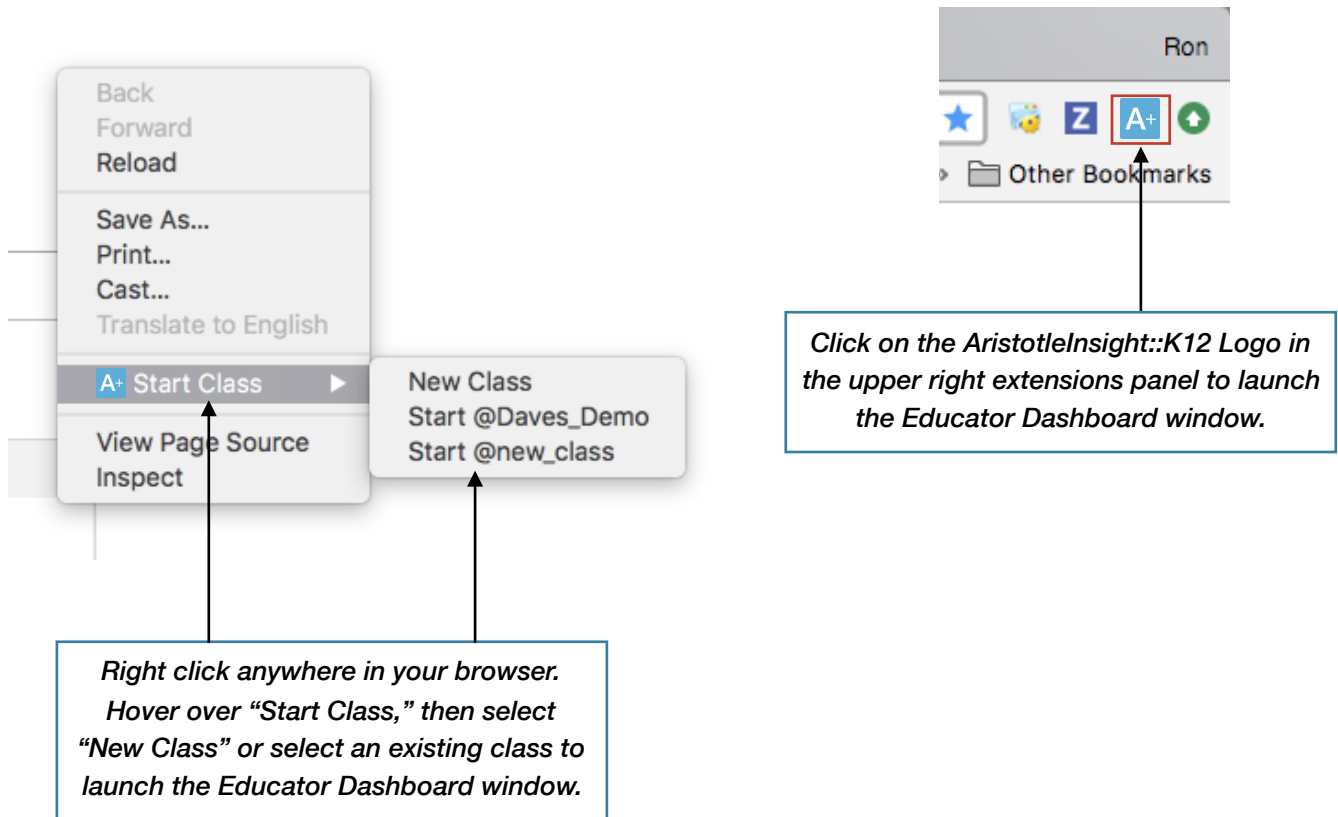 Back
Forward
Reload
Save As...
Print...
Cast...
Translate to English
A+ Start Class
View Page Source
Inspect
New Class
Start @Daves_Demo
Start @new_class
Right click anywhere in your browser.
Hover over “Start Class,” then select
“New Class” or select an existing class to
launch the Educator Dashboard window.
Ron
Z A+
Other Bookmarks
Click on the AristotleInsight::K12 Logo in
the upper right extensions panel to launch
the Educator Dashboard window.